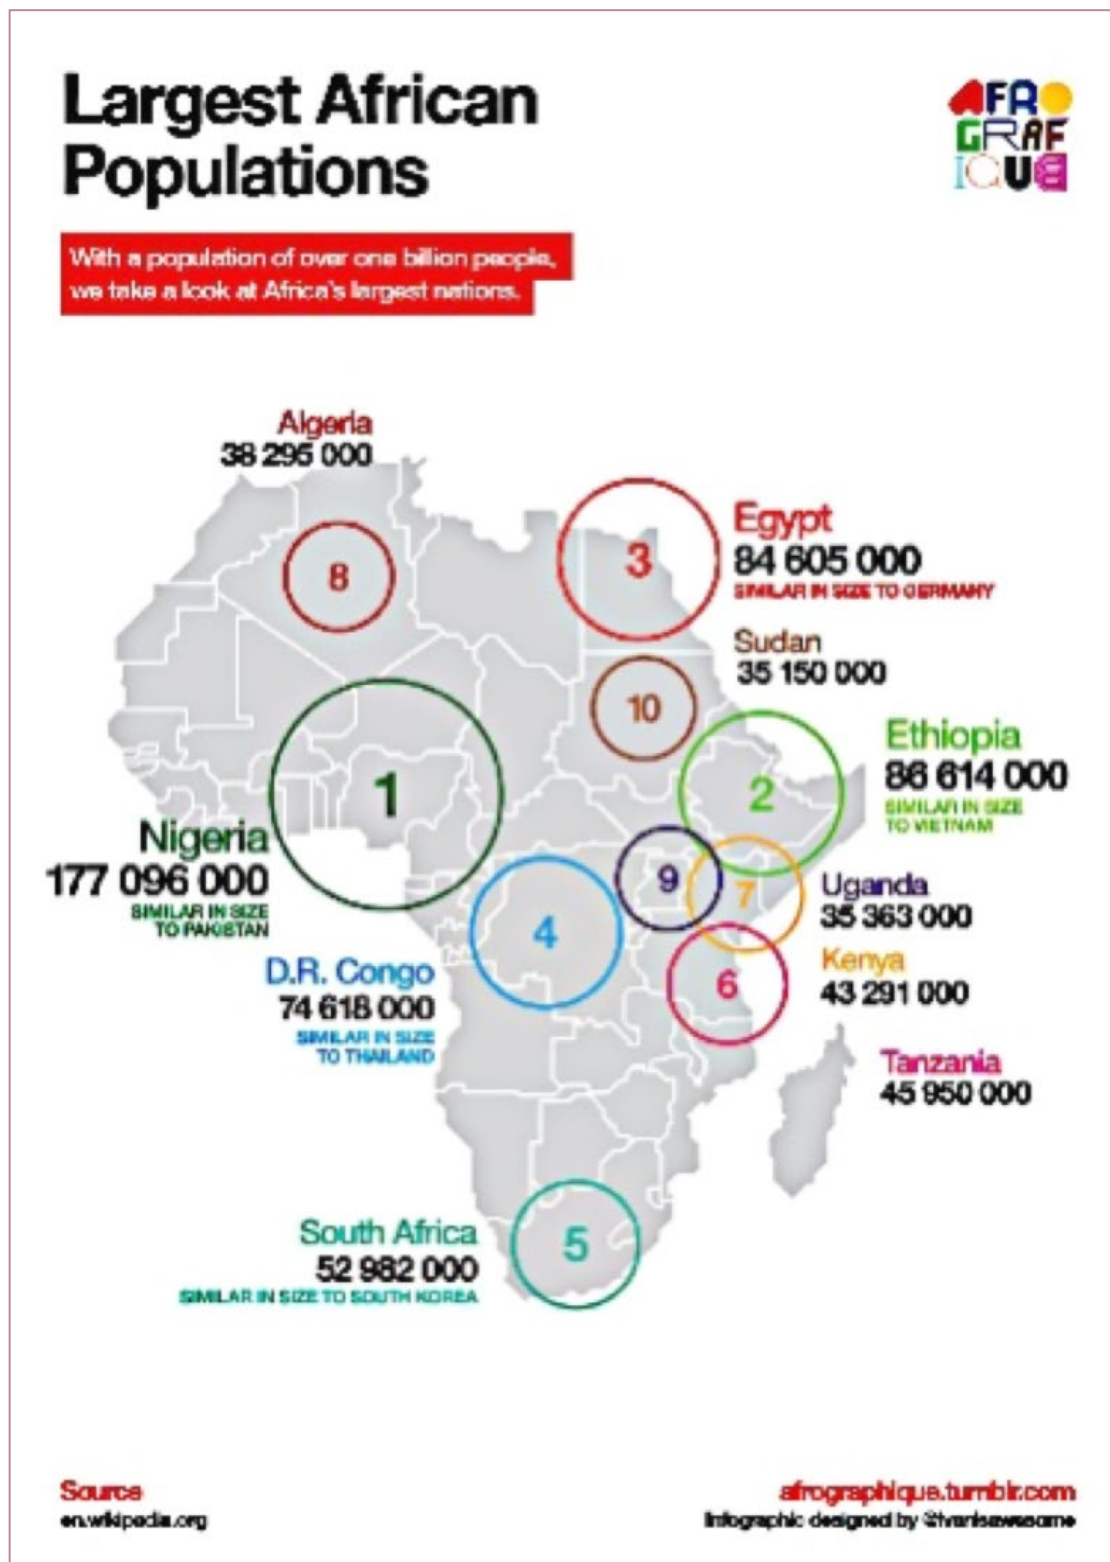 Largest African
Populations
AFRO
GRAF
IQUE
With a population of over one billion people,
we take a look at Africa's largest nations.
Algeria
38 295 000
8
3
Egypt
84 605 000
SIMILAR IN SIZE TO GERMANY
Sudan
35 150 000
10
1
Nigeria
177 096 000
SIMILAR IN SIZE
TO PAKISTAN
2
Ethiopia
86 614 000
SIMILAR IN SIZE
TO VIETNAM
9
Uganda
35 363 000
7
Kenya
43 291 000
4
D.R. Congo
74 618 000
SIMILAR IN SIZE
TO THAILAND
6
Tanzania
45 950 000
5
South Africa
52 982 000
SIMILAR IN SIZE TO SOUTH KOREA
Source
en.wikipedia.org
afrographique.tumblr.com
Infographic designed by @ivanisawesome